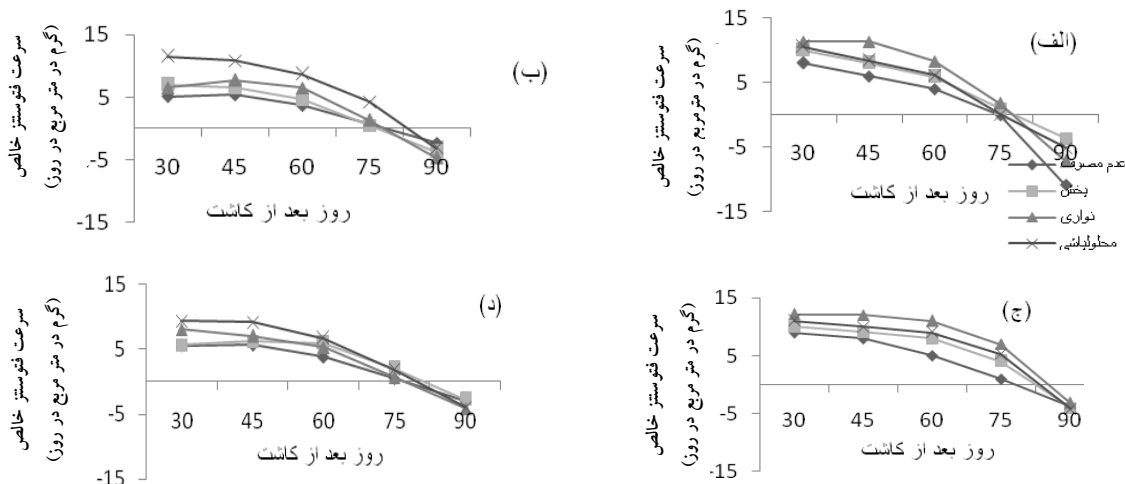 (الف)
سرعت فتوسنتز خالص
(گرم در مترمربع در روز)
15
5
-5
-15
30 45 60 75 90
روز بعد از کاشت
عدم مصرف
پخش
نواری
محلولپاشی
(ب)
سرعت فتوسنتز خالص
(گرم در متر مربع در روز)
15
5
-5
-15
30 45 60 75 90
روز بعد از کاشت
(ج)
سرعت فتوسنتز خالص
(گرم در متر مربع در روز)
15
5
-5
-15
30 45 60 75 90
روز بعد از کاشت
(د)
سرعت فتوسنتز خالص
(گرم در متر مربع در روز)
15
5
-5
-15
30 45 60 75 90
روز بعد از کاشت